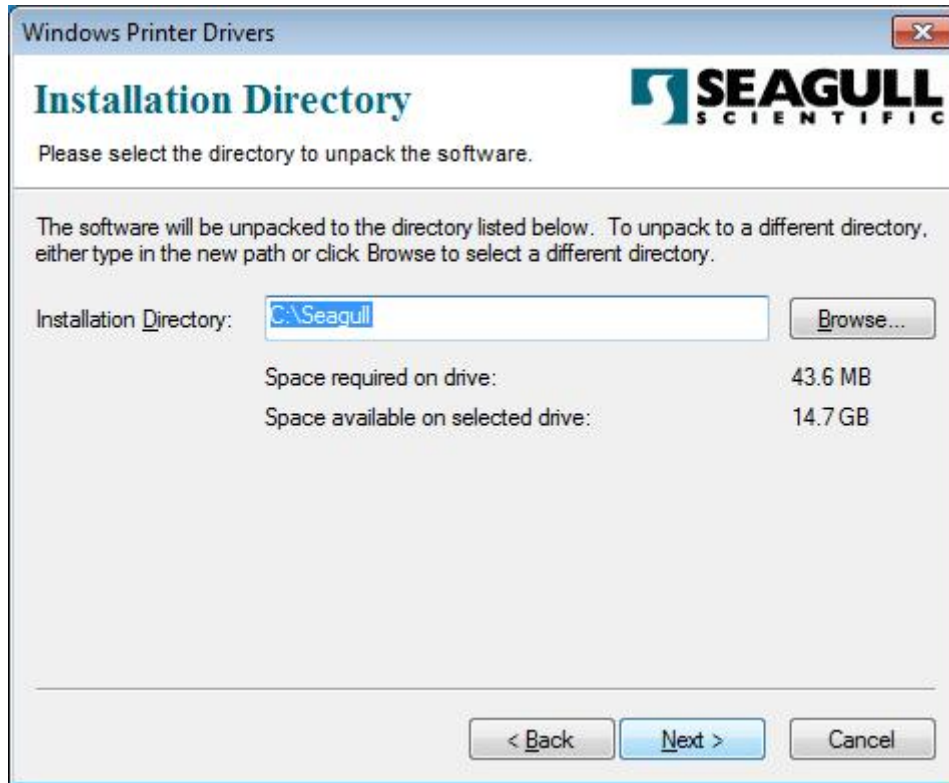 Windows Printer Drivers
Installation Directory
SEAGULL
SCIENTIFIC
Please select the directory to unpack the software.
The software will be unpacked to the directory listed below. To unpack to a different directory,
either type in the new path or click Browse to select a different directory.
Installation Directory: C:\Seagull Browse...
Space required on drive: 43.6 MB
Space available on selected drive: 14.7 GB
< Back Next > Cancel